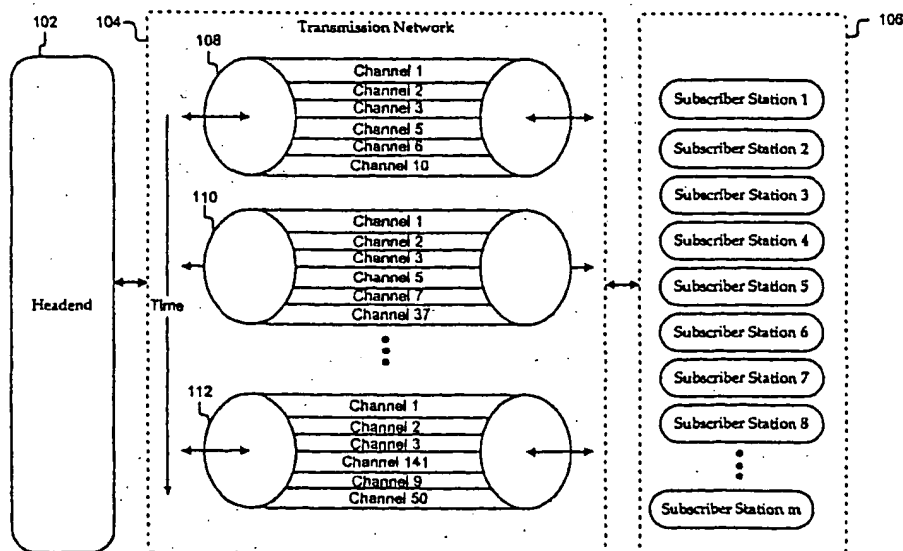 102
104
Transmission Network
106
108
Channel 1
Channel 2
Channel 3
Channel 5
Channel 6
Channel 10
110
Channel 1
Channel 2
Channel 3
Channel 5
Channel 7
Channel 37
112
Channel 1
Channel 2
Channel 3
Channel 141
Channel 9
Channel 50
Headend
Time
Subscriber Station 1
Subscriber Station 2
Subscriber Station 3
Subscriber Station 4
Subscriber Station 5
Subscriber Station 6
Subscriber Station 7
Subscriber Station 8
Subscriber Station m